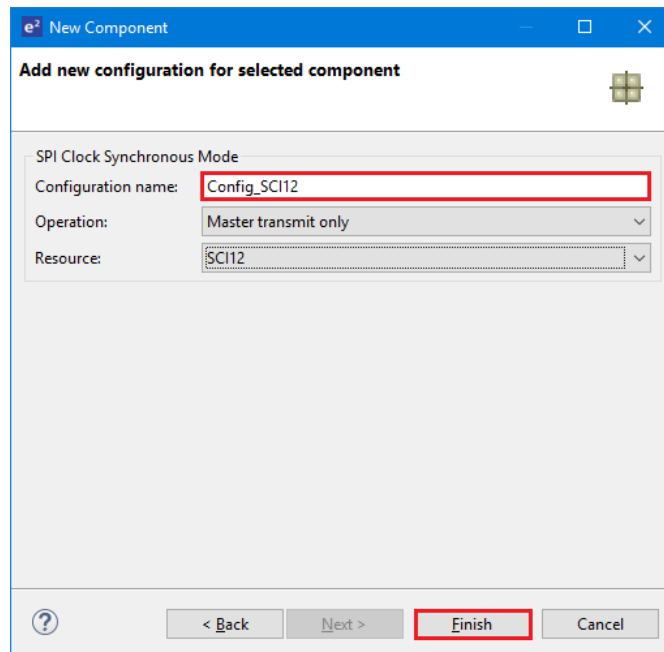 e² New Component
Add new configuration for selected component
SPI Clock Synchronous Mode
Configuration name: Config_SCI12
Operation: Master transmit only
Resource: SCI12
? < Back Next > Finish Cancel